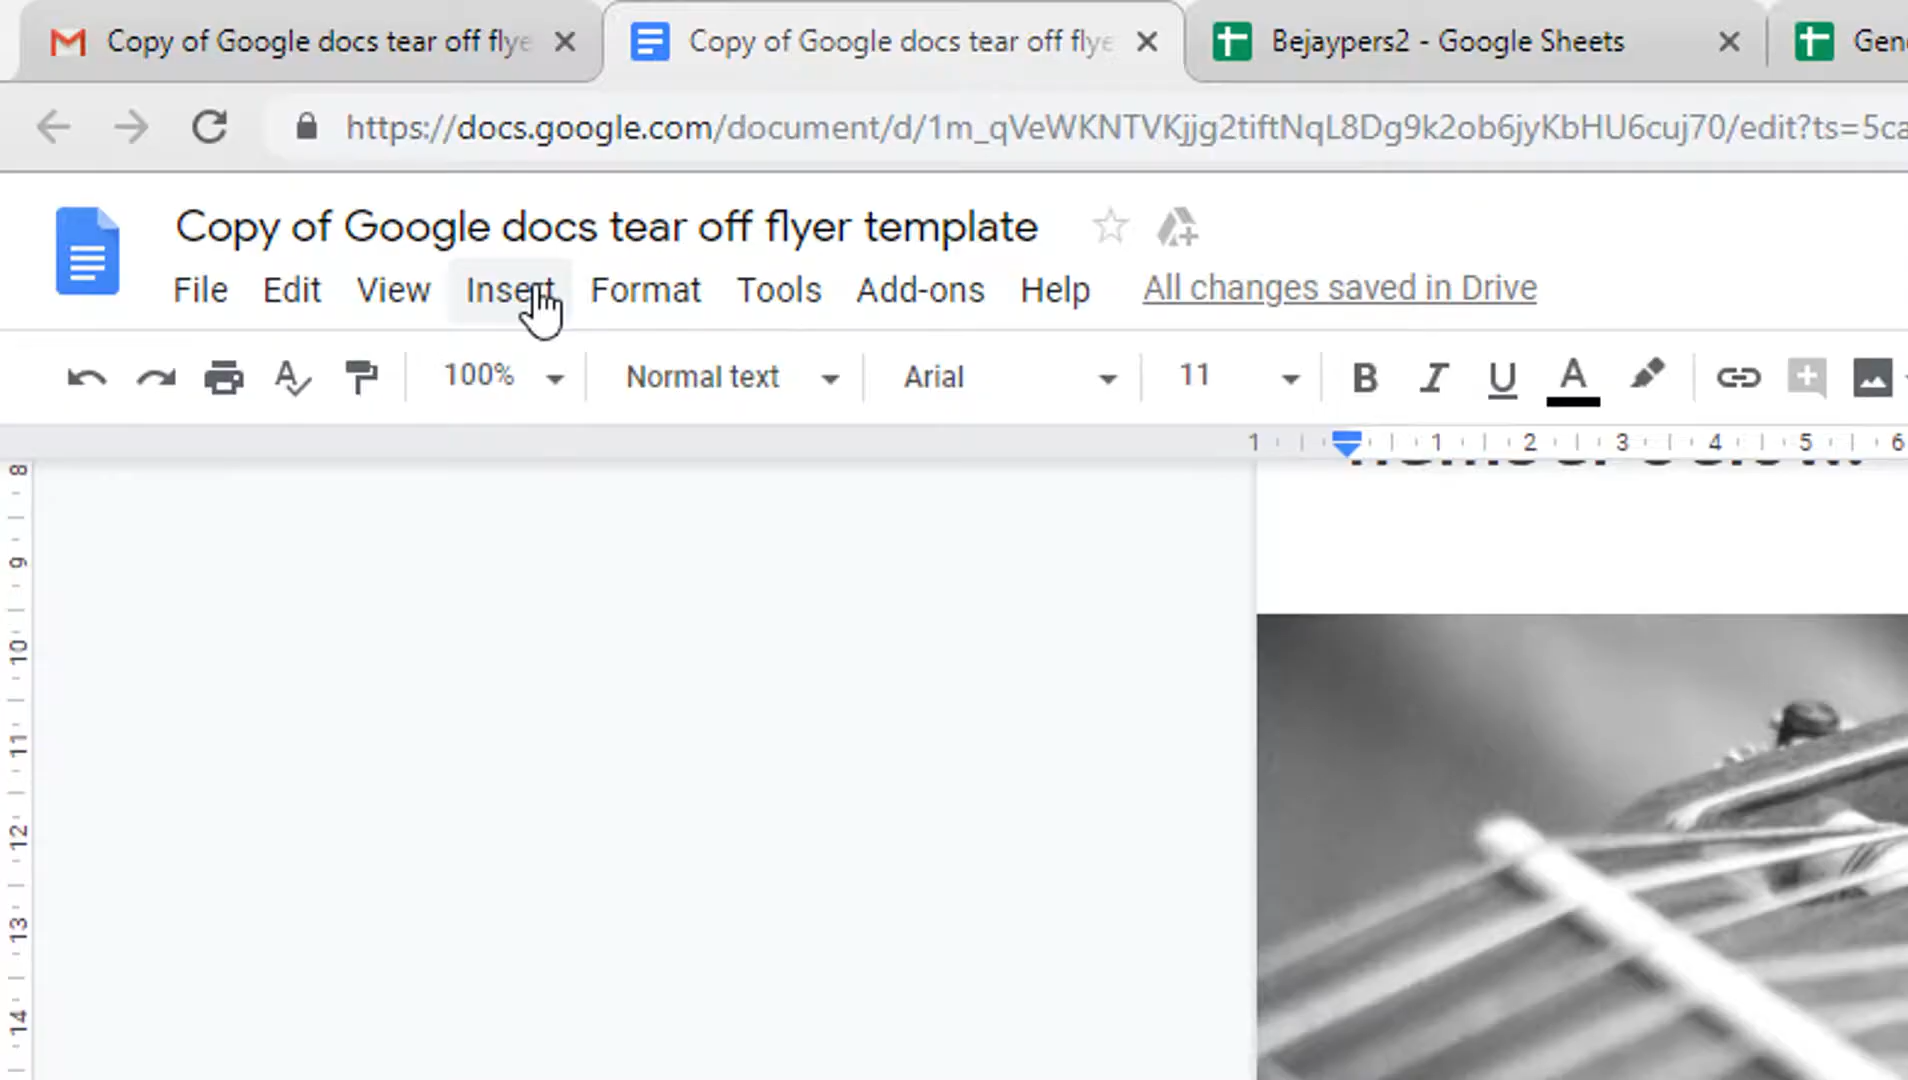 Copy of Google docs tear off flye
Copy of Google docs tear off flye
Bejaypers2 - Google Sheets
Gen
https://docs.google.com/document/d/1m_qVeWKNTVKjjg2tiftNqL8Dg9k2ob6jyKbHU6cuj70/edit?ts=5ca
Copy of Google docs tear off flyer template
File Edit View Insert Format Tools Add-ons Help All changes saved in Drive
100% Normal text Arial 11 B I U A
1 1 2 3 4 5 6
8
9
10
11
12
13
14